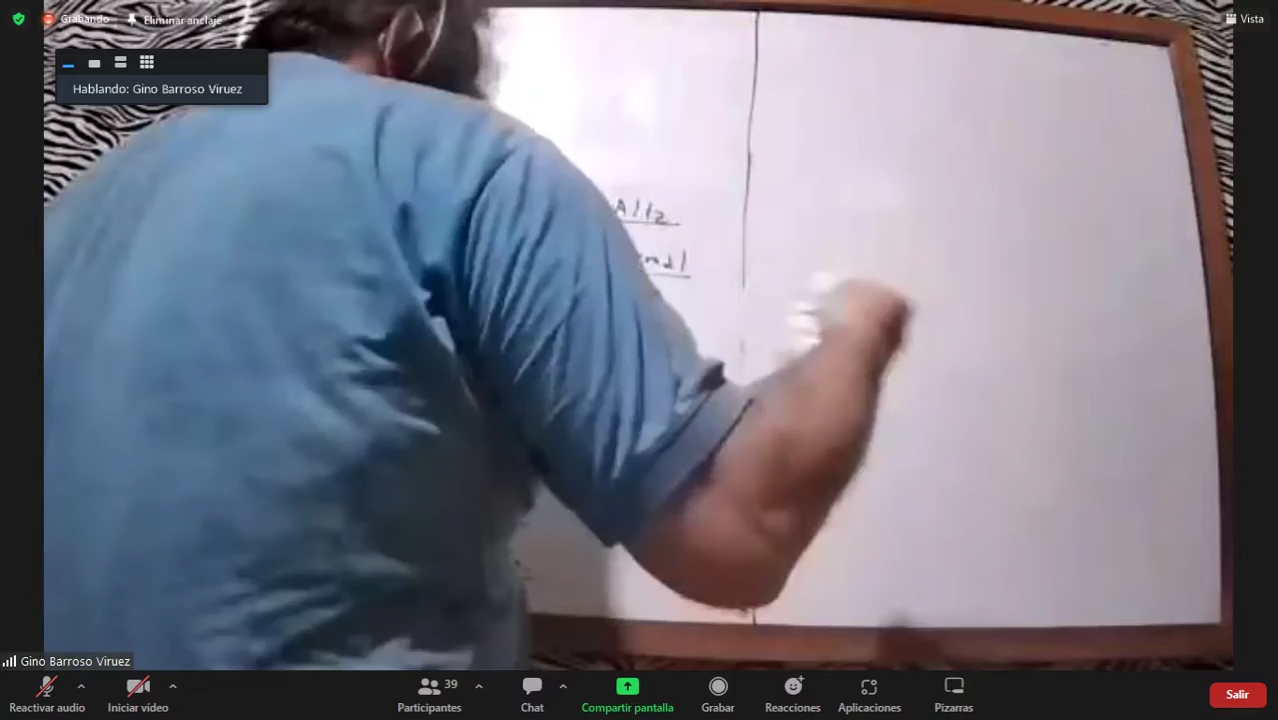 Grabando
Eliminar anclaje
Vista
Hablando: Gino Barroso Viruez
Alta
Gino Barroso Viruez
Reactivar audio
Iniciar vídeo
39
Participantes
Chat
Compartir pantalla
Grabar
Reacciones
Aplicaciones
Pizarras
Salir